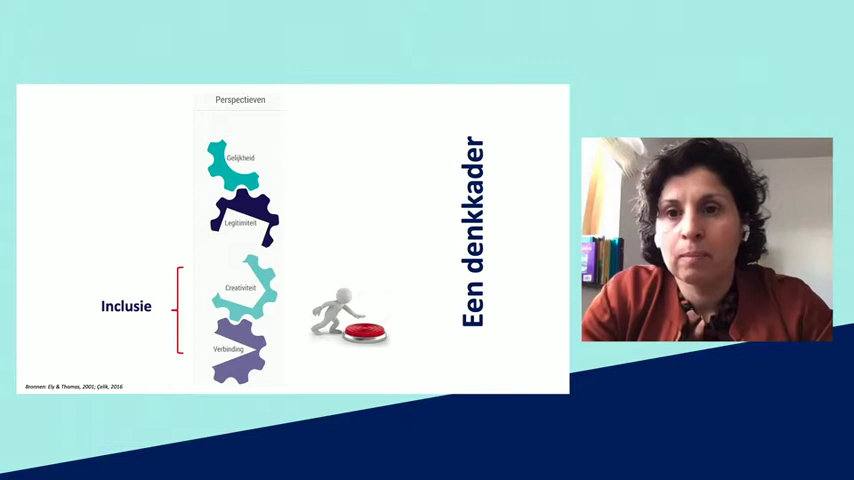 Perspectieven
Gelijkheid
Legitimiteit
Creativiteit
Verbinding
Inclusie
Een denkkader
Bronnen: Ely & Thomas, 2001; Çelik, 2016